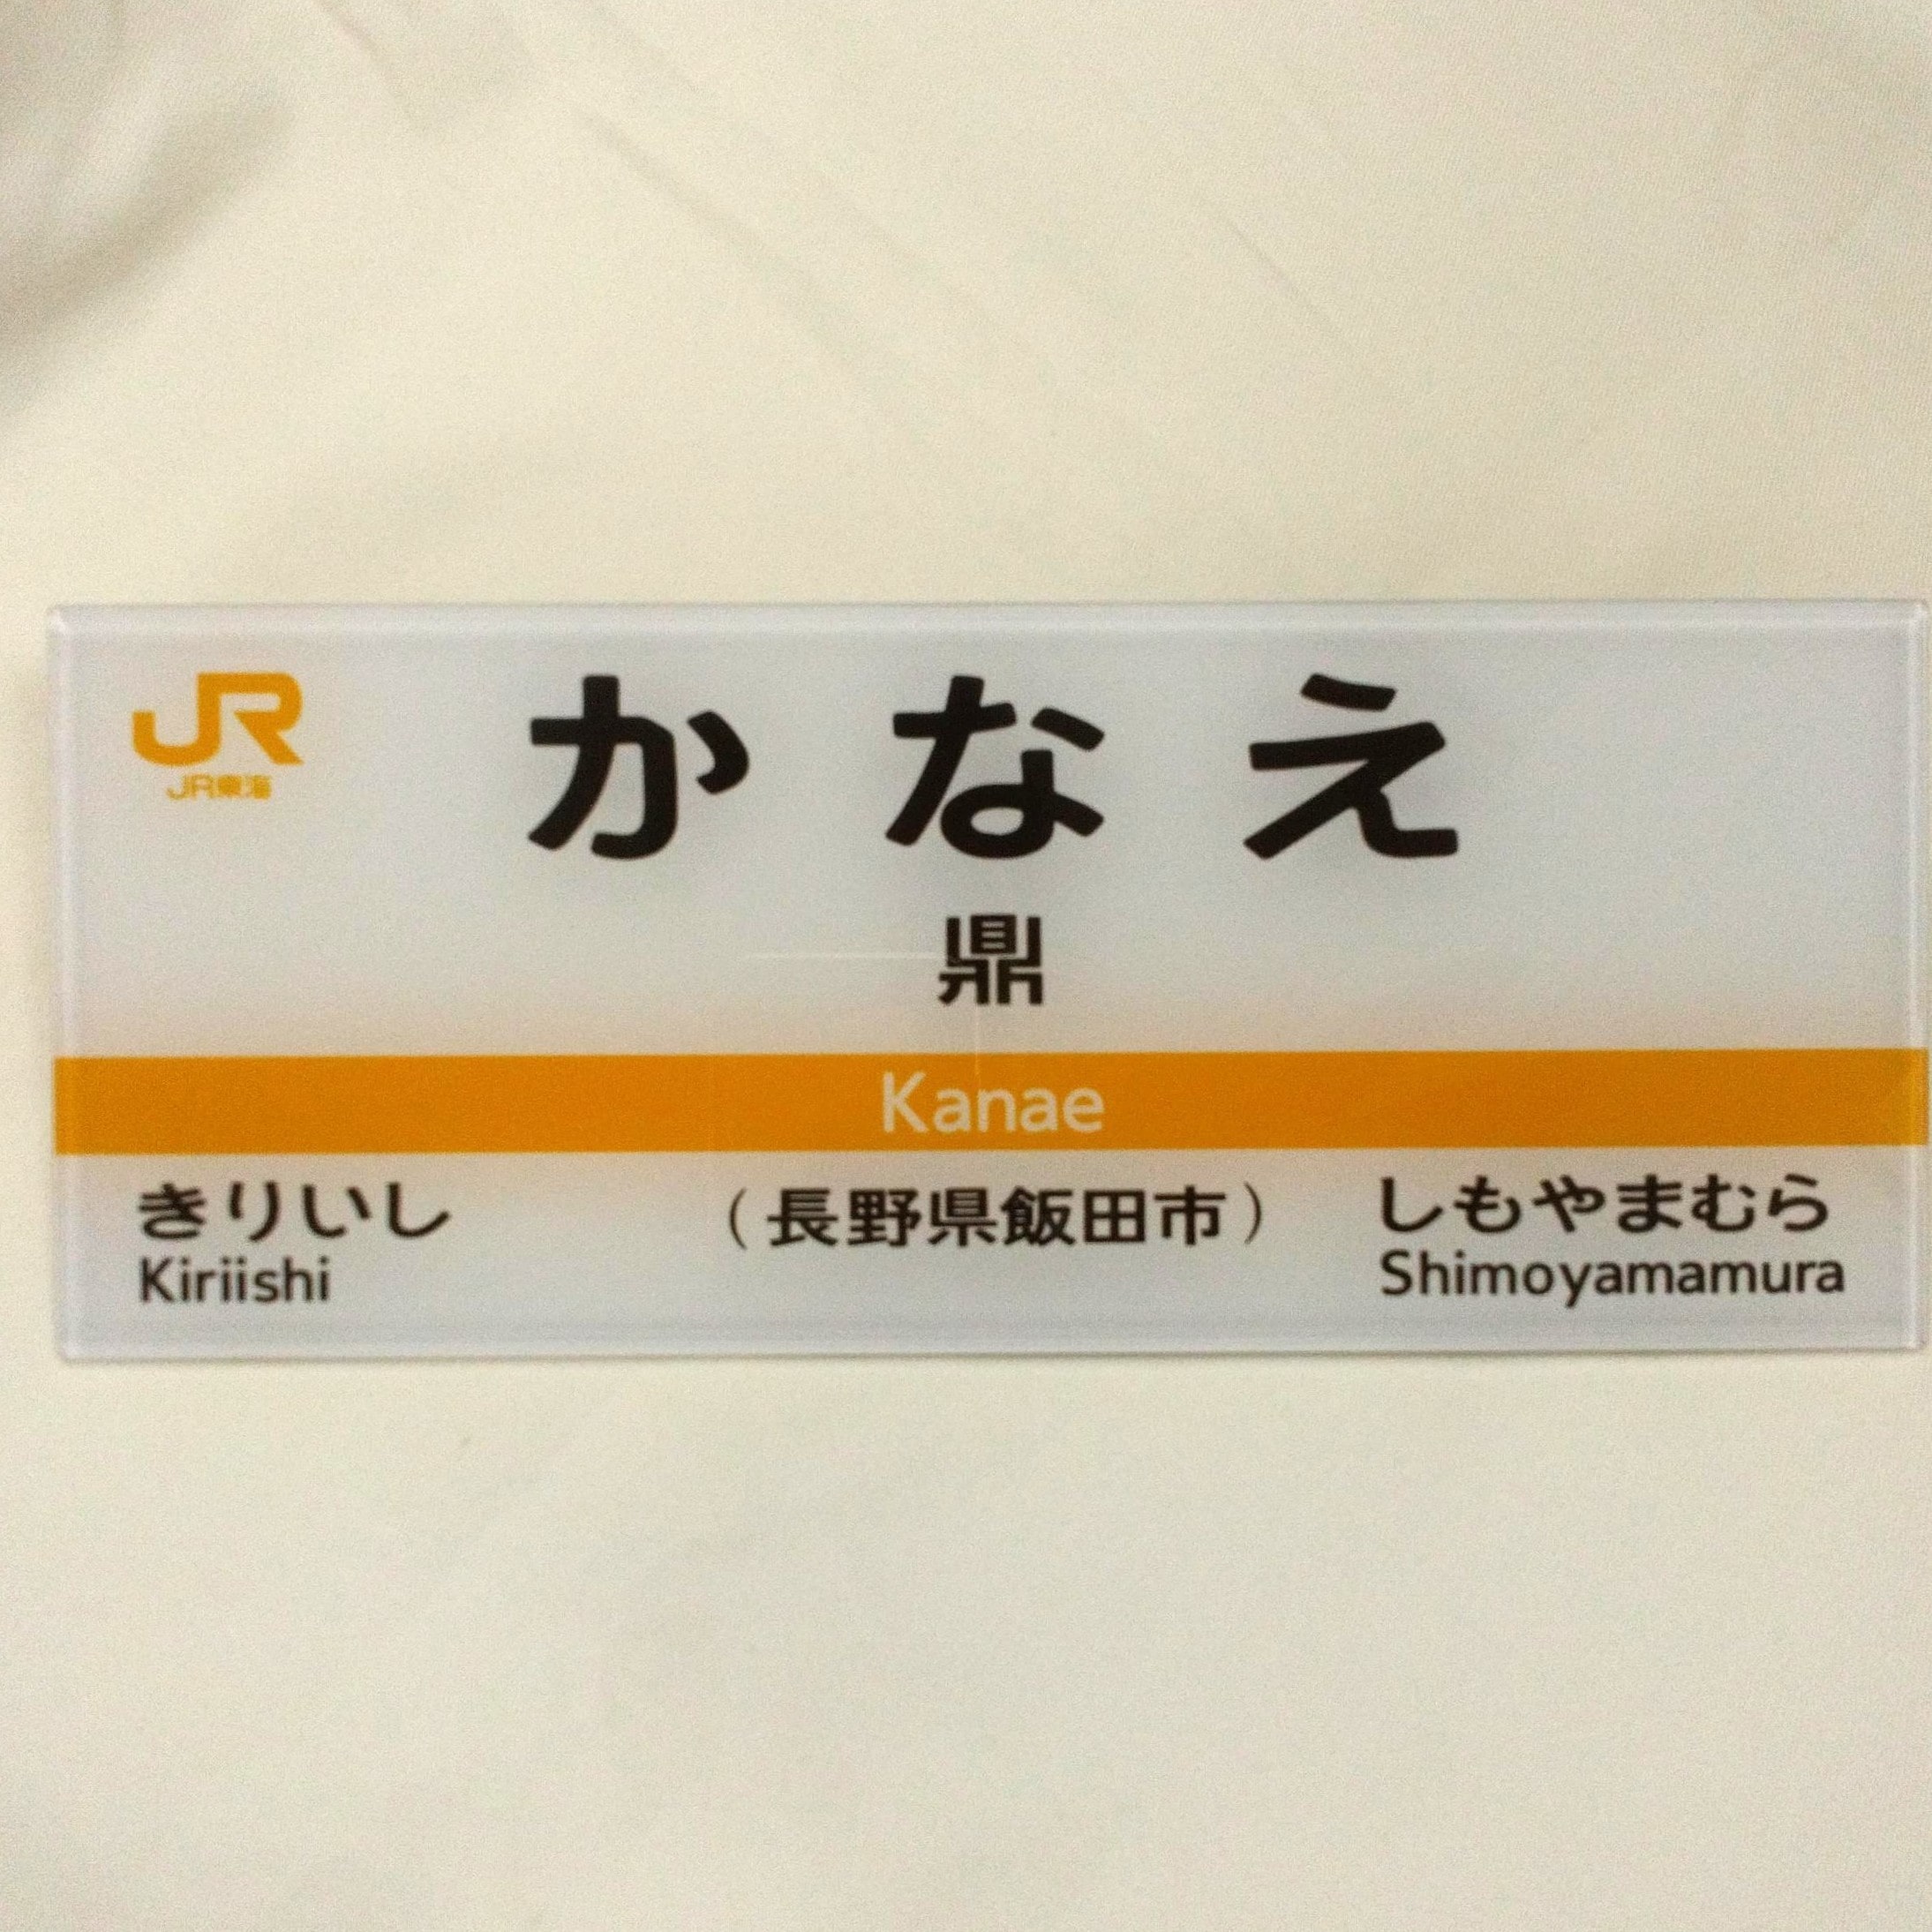 JR
JR東海
かなえ
鼎
Kanae
きりいし
Kiriishi
（長野県飯田市）
しもやまむら
Shimoyamamura